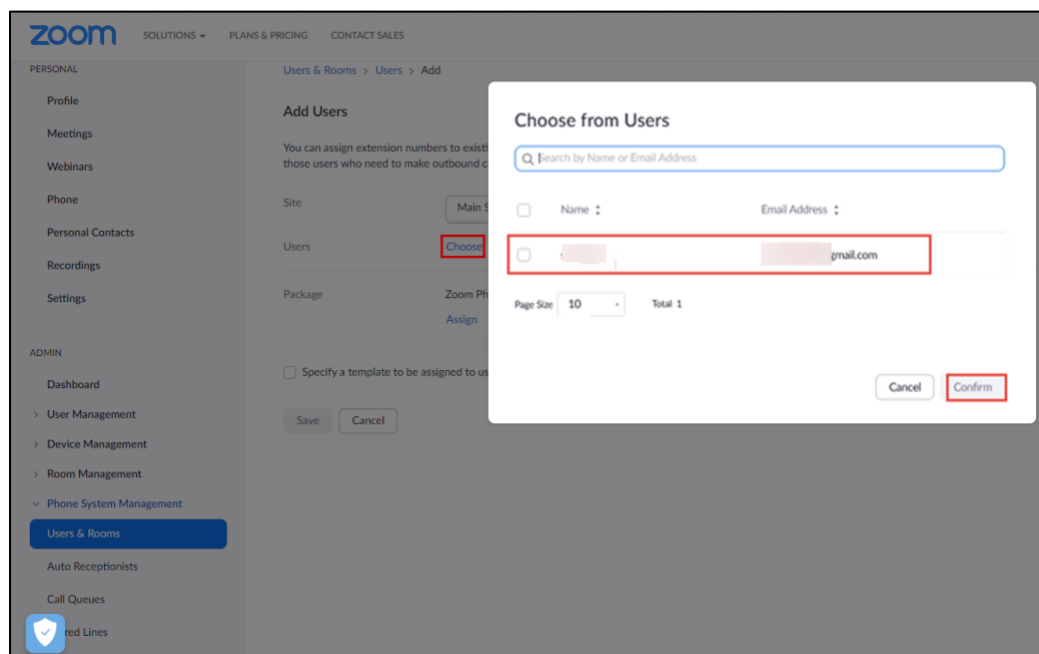 zoom SOLUTIONS PLANS & PRICING CONTACT SALES
PERSONAL
Profile
Meetings
Webinars
Phone
Personal Contacts
Recordings
Settings
ADMIN
Dashboard
User Management
Device Management
Room Management
Phone System Management
Users & Rooms
Auto Receptionists
Call Queues
Lines
Users & Rooms > Users > Add
Add Users
You can assign extension numbers to
those users who need to make outbound
Site Main
Users Choose
Package Zoom
Assign
Specify a template to be assigned to
Save Cancel
Choose from Users
Search by Name or Email Address
Name Email Address
gmail.com
Page Size 10 Total 1
Cancel Confirm